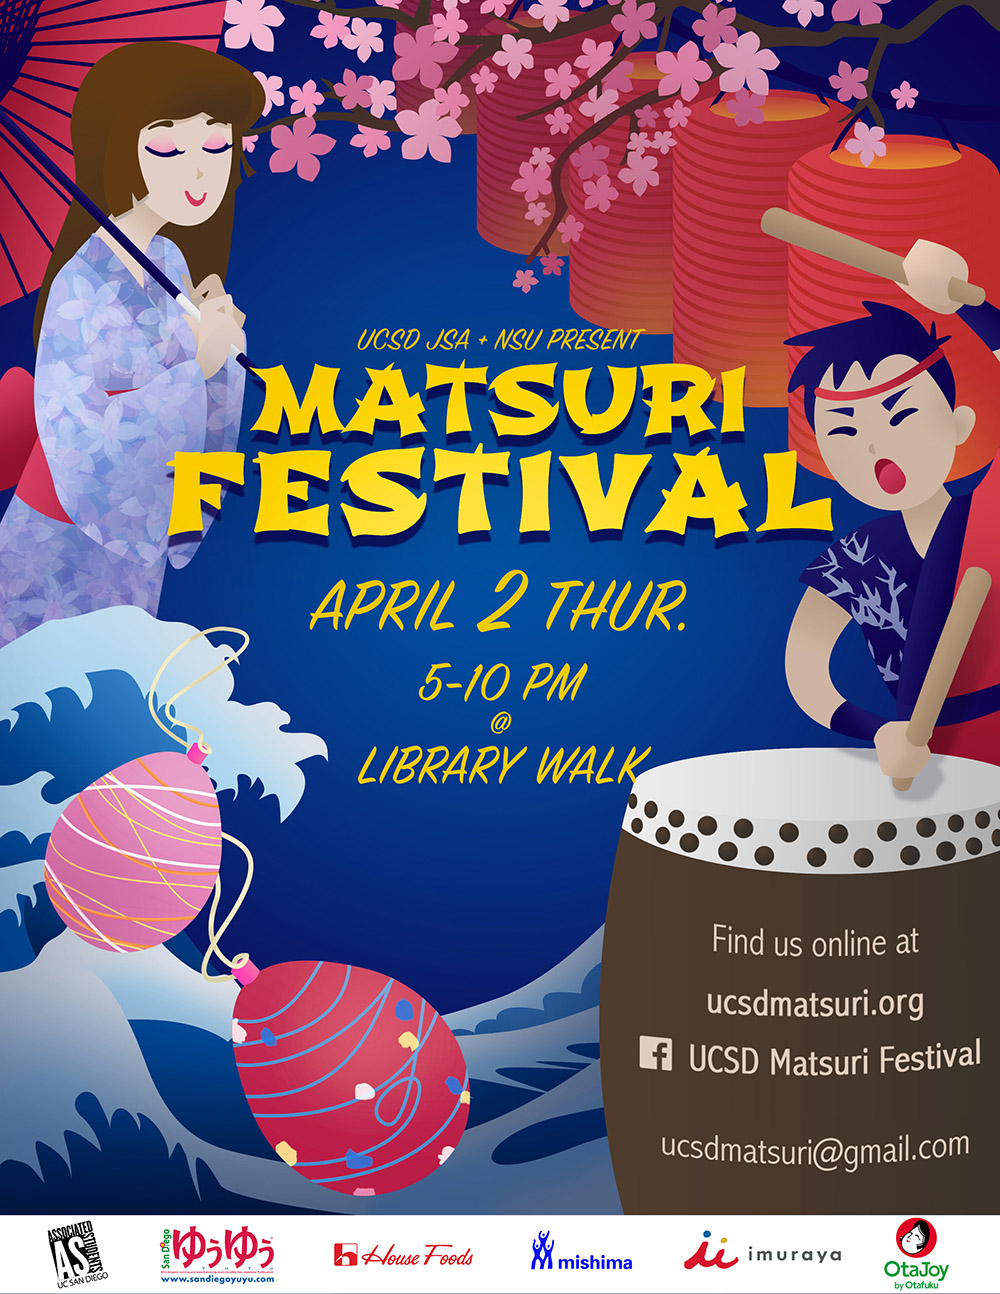 UCSD JSA + NSU PRESENT
MATSURI
FESTIVAL
APRIL 2 THUR.
5-10 PM
@
LIBRARY WALK
Find us online at
ucsdmatsuri.org
UCSD Matsuri Festival
ucsdmatsuri@gmail.com
ASSOCIATED
STUDENTS
AS
UC SAN DIEGO
San Diego
ゆうゆう
www.sandiegoyuyu.com
House Foods
mishima
imuraya
OtaJoy
by Otafuku